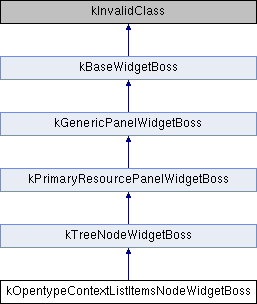 kInvalidClass
kBaseWidgetBoss
kGenericPanelWidgetBoss
kPrimaryResourcePanelWidgetBoss
kTreeNodeWidgetBoss
kOpentypeContextListItemsNodeWidgetBoss